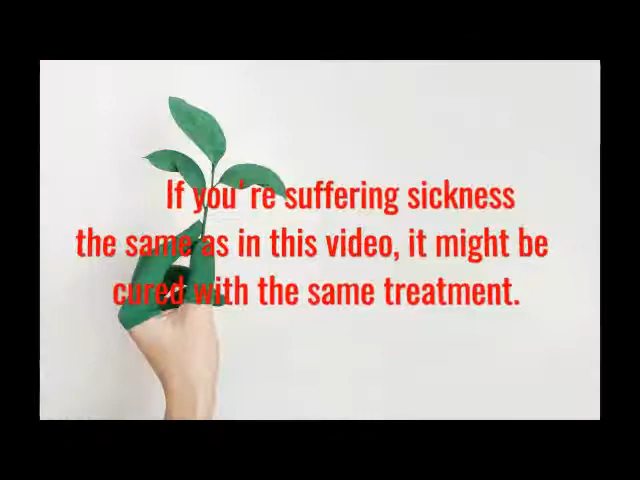 If you're suffering sickness
the same as in this video, it might be
cured with the same treatment.